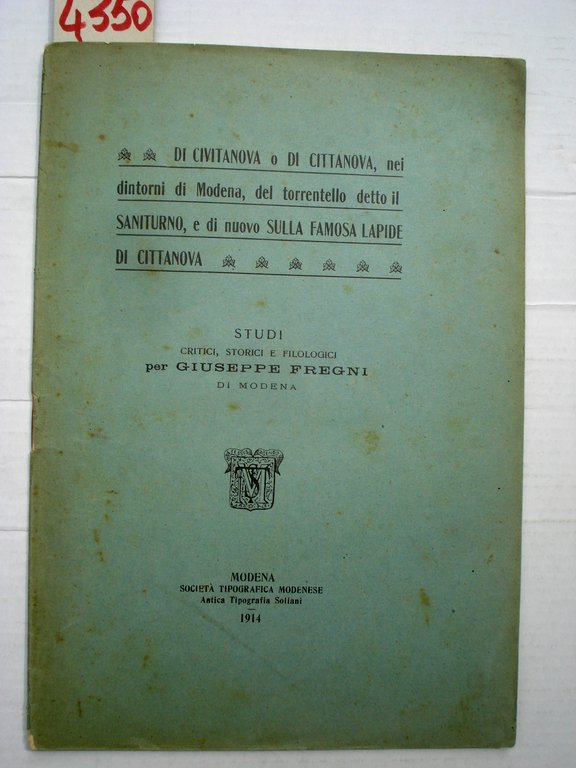 4350
DI CIVITANOVA o DI CITTANOVA, nei
dintorni di Modena, del torrentello detto il
SANITURNO, e di nuovo SULLA FAMOSA LAPIDE
DI CITTANOVA
STUDI
CRITICI, STORICI E FILOLOGICI
per GIUSEPPE FREGNI
DI MODENA
MODENA
SOCIETÀ TIPOGRAFICA MODENESE
Antica Tipografia Soliani
1914